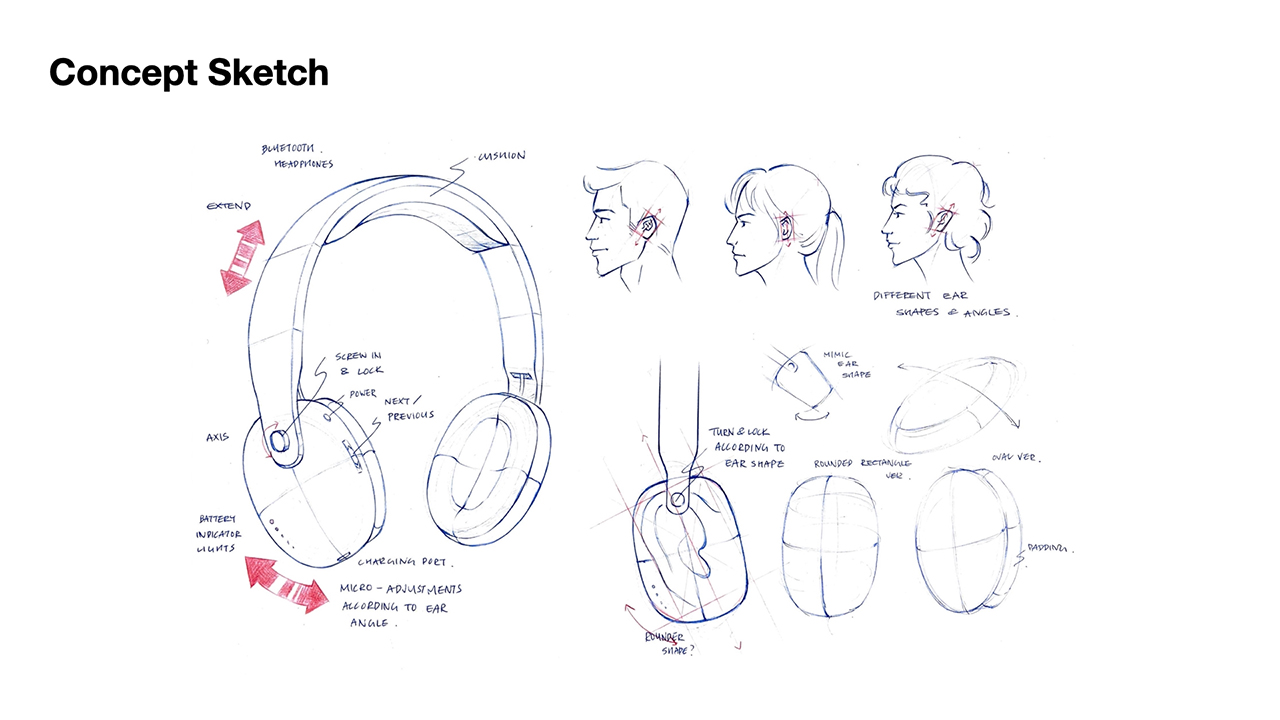 Concept Sketch
BLUETOOTH.
HEADPHONES
CUSHION
EXTEND
SCREW IN
& LOCK
POWER
NEXT/
PREVIOUS
AXIS
BATTERY
INDICATOR
LIGHTS
CHARGING PORT.
MICRO-ADJUSTMENTS
ACCORDING TO EAR
ANGLE.
DIFFERENT EAR
SHAPES & ANGLES.
MIMIC
EAR
SHAPE
TURN & LOCK
ACCORDING TO
EAR SHAPE
ROUNDED RECTANGLE
VER.
OVAL VER.
PADDING.
ROUNDER
SHAPE?